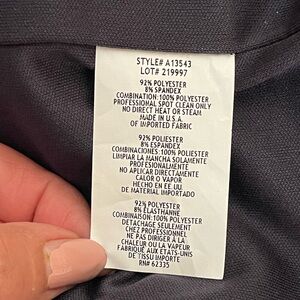 STYLE# A13543
LOT# 219997
92% POLYESTER
8% SPANDEX
COMBINATION: 100% POLYESTER
PROFESSIONAL SPOT CLEAN ONLY
NO DIRECT HEAT OR STEAM
MADE IN U.S.A.
OF IMPORTED FABRIC
92% POLIESTER
8% ESPANDEX
COMBINACIONES: 100% POLIESTER
LIMPIAR LA MANCHA SOLAMENTE
PROFESIONALMENTE
NO APLICAR DIRECTAMENTE
CALOR O VAPOR
HECHO EN EE UU
DE MATERIAL IMPORTADO
92% POLYESTER
8% ELASTHANNE
COMBINAISON: 100% POLYESTER
DETACHAGE SEULEMENT
CHEZ PROFESSIONNEL
NE PAS DIRIGER À LA
CHALEUR OU LA VAPEUR
FABRIQUÉ AUX ETATS-UNIS
DE TISSU IMPORTE
RN# 62335